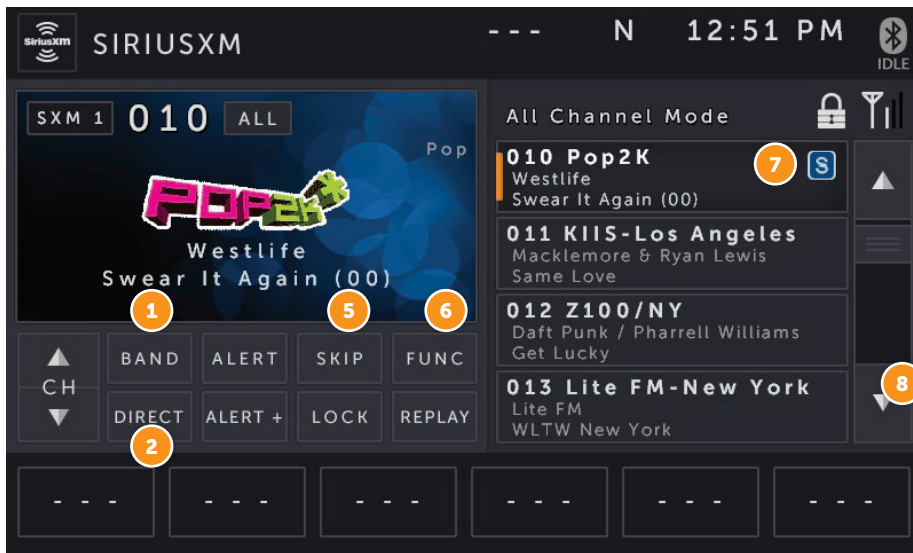 siriusxm SIRIUSXM - - - N 12:51 PM
IDLE
SXM 1 010 ALL
Pop
POP2K*
Westlife
Swear It Again (00)
1 5 6
BAND ALERT SKIP FUNC
CH
DIRECT ALERT + LOCK REPLAY
2
All Channel Mode
010 Pop2K 7 S
Westlife
Swear It Again (00)
011 KIIS-Los Angeles
Macklemore & Ryan Lewis
Same Love
012 Z100/NY
Daft Punk / Pharrell Williams
Get Lucky
013 Lite FM-New York 8
Lite FM
WLTW New York
- - - - - - - - - - - - - - - - - -